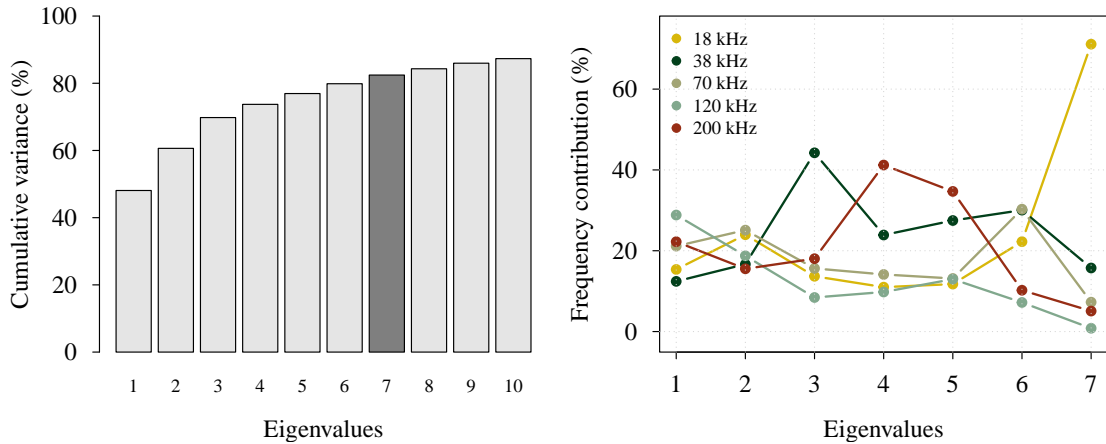 Cumulative variance (%)
100
80
60
40
20
0
1 2 3 4 5 6 7 8 9 10
Eigenvalues
Frequency contribution (%)
60
40
20
0
18 kHz
38 kHz
70 kHz
120 kHz
200 kHz
1 2 3 4 5 6 7
Eigenvalues